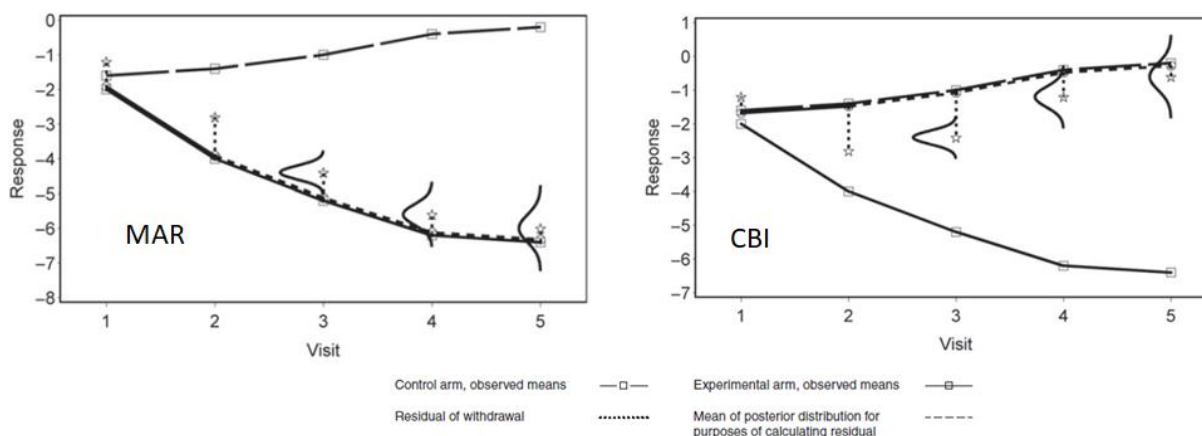 0
−1
−2
−3
−4
−5
−6
−7
−8
Response
MAR
1 2 3 4 5
Visit
1
0
−1
−2
−3
−4
−5
−6
−7
Response
CBI
1 2 3 4 5
Visit
Control arm, observed means
Experimental arm, observed means
Residual of withdrawal
Mean of posterior distribution for
purposes of calculating residual